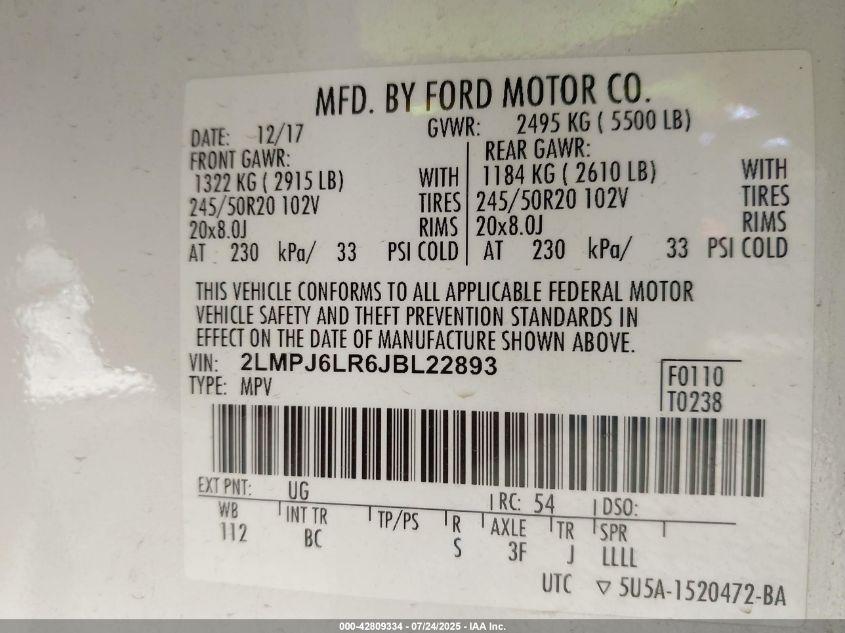 MFD. BY FORD MOTOR CO.
DATE: 12/17 GVWR: 2495 KG ( 5500 LB)
FRONT GAWR: REAR GAWR:
1322 KG ( 2915 LB) WITH 1184 KG ( 2610 LB) WITH
245/50R20 102V TIRES 245/50R20 102V TIRES
20x8.0J RIMS 20x8.0J RIMS
AT 230 kPa/ 33 PSI COLD AT 230 kPa/ 33 PSI COLD
THIS VEHICLE CONFORMS TO ALL APPLICABLE FEDERAL MOTOR
VEHICLE SAFETY AND THEFT PREVENTION STANDARDS IN
EFFECT ON THE DATE OF MANUFACTURE SHOWN ABOVE.
VIN: 2LMPJ6LR6JBL22893
TYPE: MPV
F0110
T0238
EXT PNT: UG RC: 54 DSO:
WB INT TR TP/PS R AXLE TR SPR
112 BC S 3F J LLLL
UTC ▽ 5U5A-1520472-BA
000-42809334 - 07/24/2025 - IAA Inc.